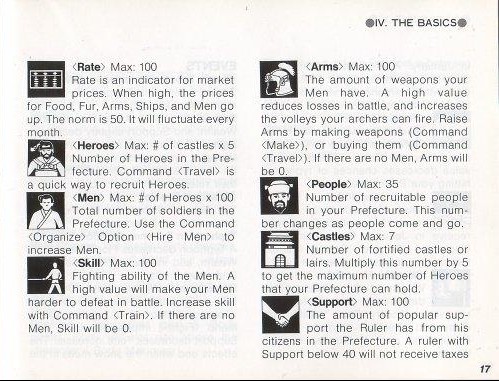 ●IV. THE BASICS●
<Rate> Max: 100
Rate is an indicator for market
prices. When high, the prices
for Food, Fur, Arms, Ships, and Men go
up. The norm is 50. It will fluctuate every
month.
<Heroes> Max: # of castles x 5
Number of Heroes in the Pre-
fecture. Command <Travel> is
a quick way to recruit Heroes.
<Men> Max: # of Heroes x 100
Total number of soldiers in the
Prefecture. Use the Command
<Organize> Option <Hire Men> to
increase Men.
<Skill> Max: 100
Fighting ability of the Men. A
high value will make your Men
harder to defeat in battle. Increase skill
with Command <Train>. If there are no
Men, Skill will be 0.
<Arms> Max: 100
The amount of weapons your
Men have. A high value
reduces losses in battle, and increases
the volleys your archers can fire. Raise
Arms by making weapons (Command
<Make>), or buying them (Command
<Travel>). If there are no Men, Arms will
be 0.
<People> Max: 35
Number of recruitable people
in your Prefecture. This num-
ber changes as people come and go.
<Castles> Max: 7
Number of fortified castles or
lairs. Multiply this number by 5
to get the maximum number of Heroes
that your Prefecture can hold.
<Support> Max: 100
The amount of popular sup-
port the Ruler has from his
citizens in the Prefecture. A ruler with
Support below 40 will not receive taxes
17